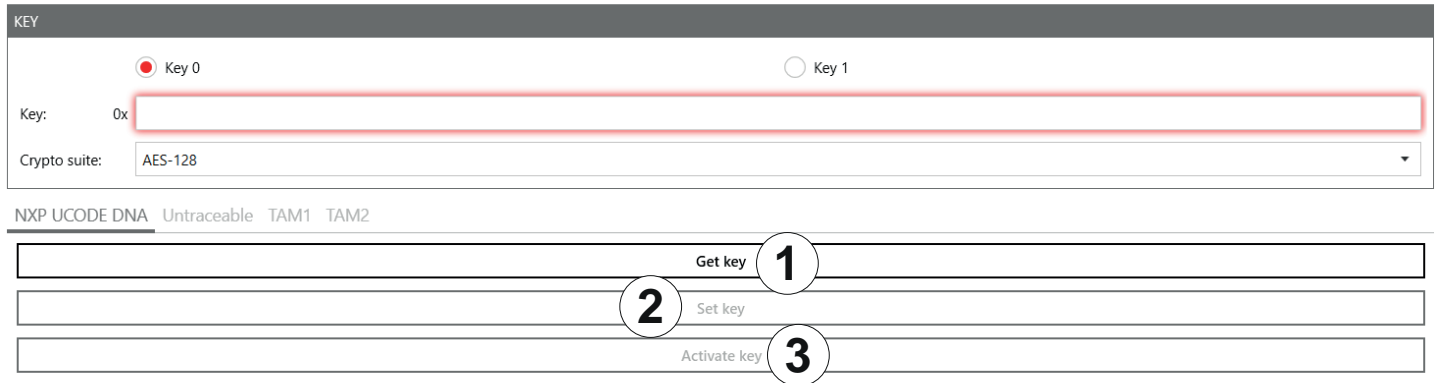 KEY
Key 0 Key 1
Key: 0x
Crypto suite: AES-128
NXP UCODE DNA Untraceable TAM1 TAM2
Get key 1
2 Set key
Activate key 3